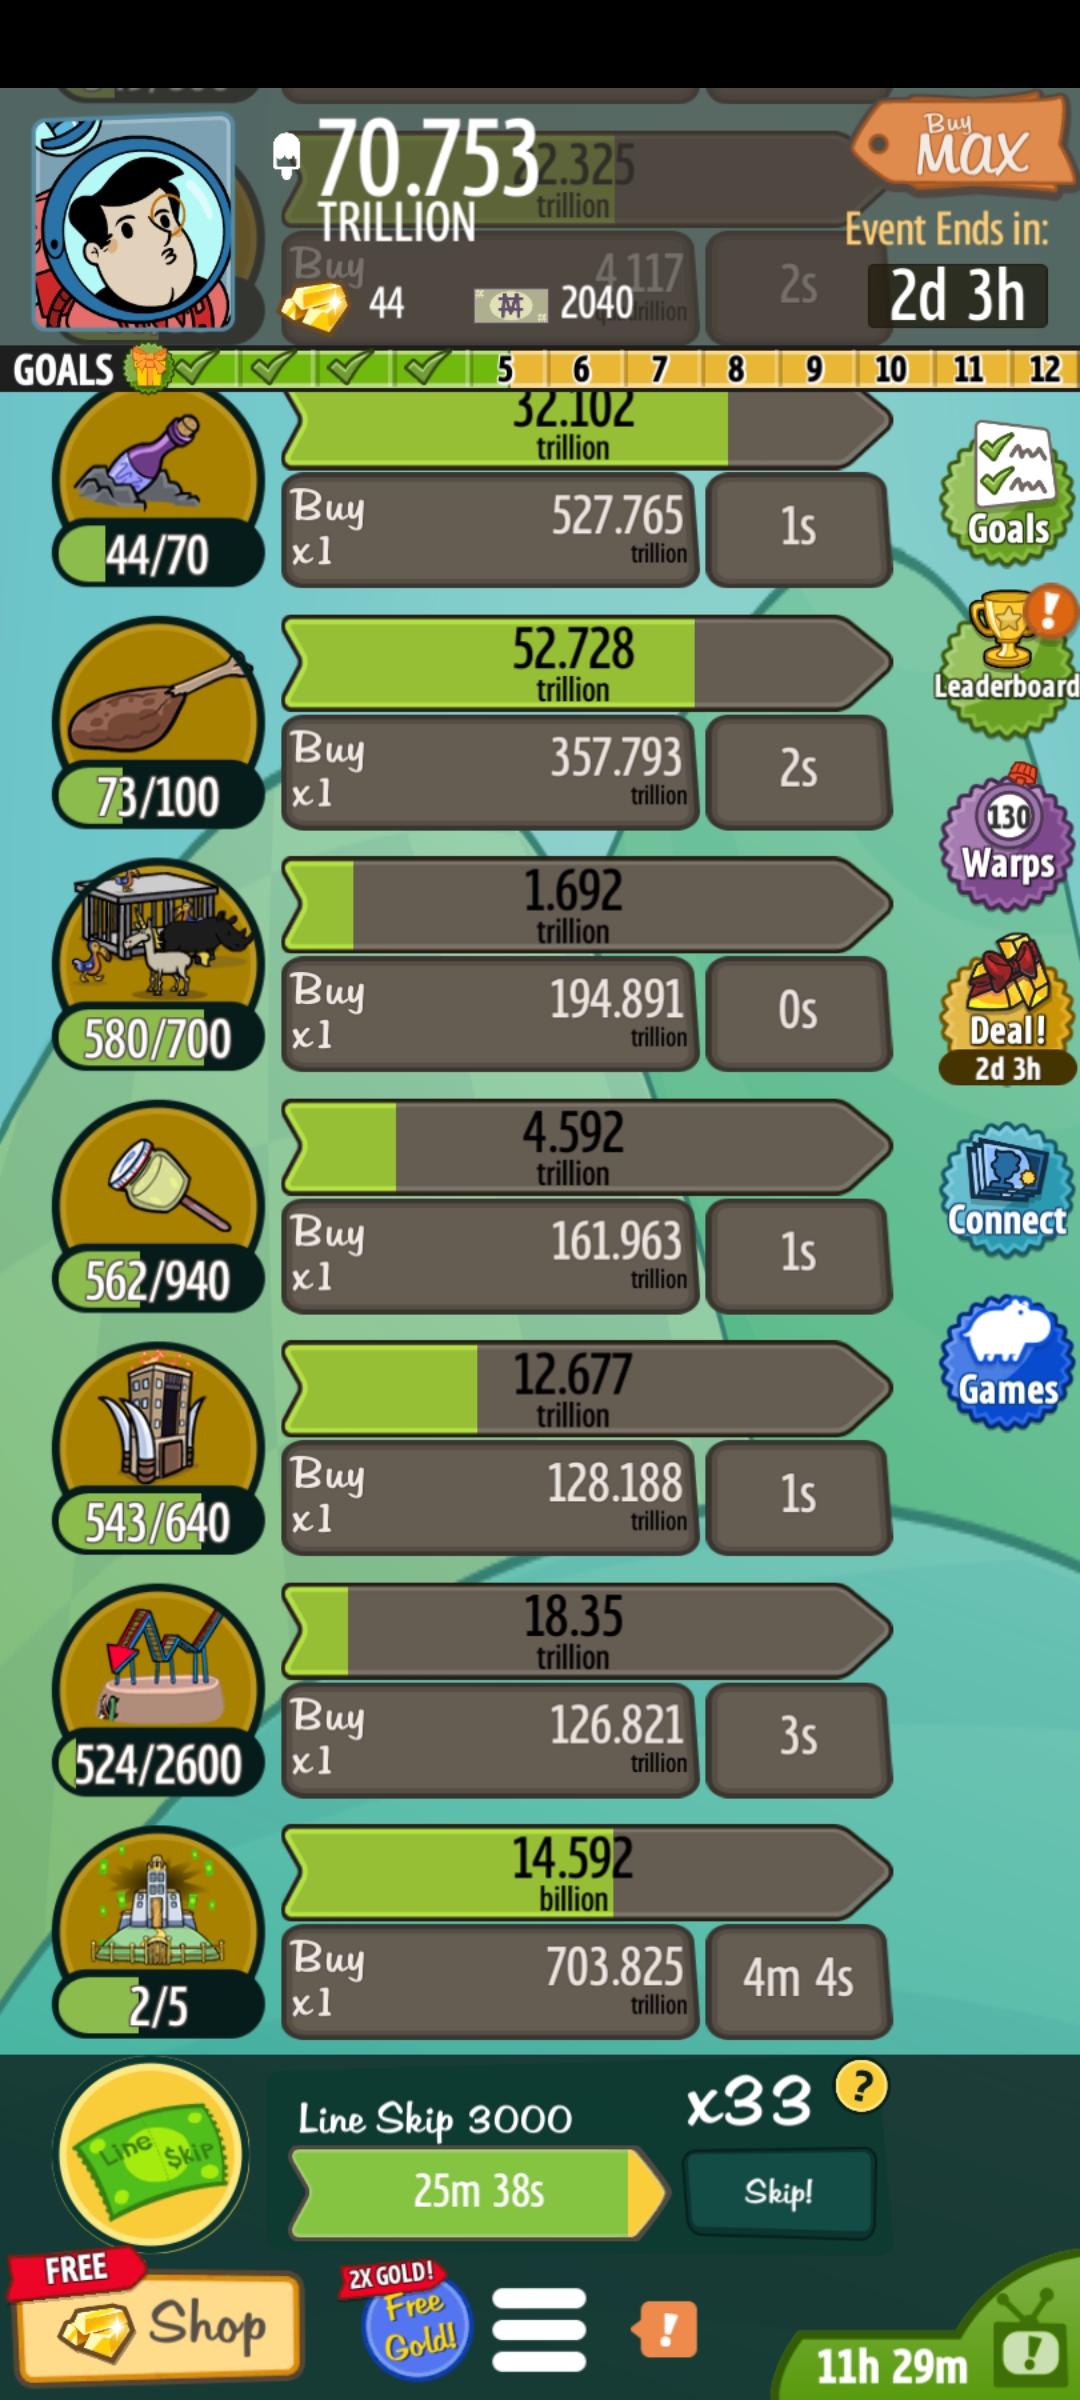 70.753
TRILLION
2.325
trillion
Buy
MAX
Event Ends in:
2d 3h
Buy
4.117
2s
44
2040
GOALS
5
6
7
8
9
10
11
12
32.102
trillion
Buy
x1
527.765
trillion
1s
44/70
Goals
52.728
trillion
Buy
x1
357.793
trillion
2s
73/100
Leaderboard
1.692
trillion
Buy
x1
194.891
trillion
0s
580/700
130
Warps
Deal!
2d 3h
4.592
trillion
Buy
x1
161.963
trillion
1s
562/940
Connect
12.677
trillion
Buy
x1
128.188
trillion
1s
543/640
Games
18.35
trillion
Buy
x1
126.821
trillion
3s
524/2600
14.592
billion
Buy
x1
703.825
trillion
4m 4s
2/5
Line $kip
Line Skip 3000
25m 38s
x33
?
Skip!
FREE
Shop
2X GOLD!
Free
Gold!
!
11h 29m
!